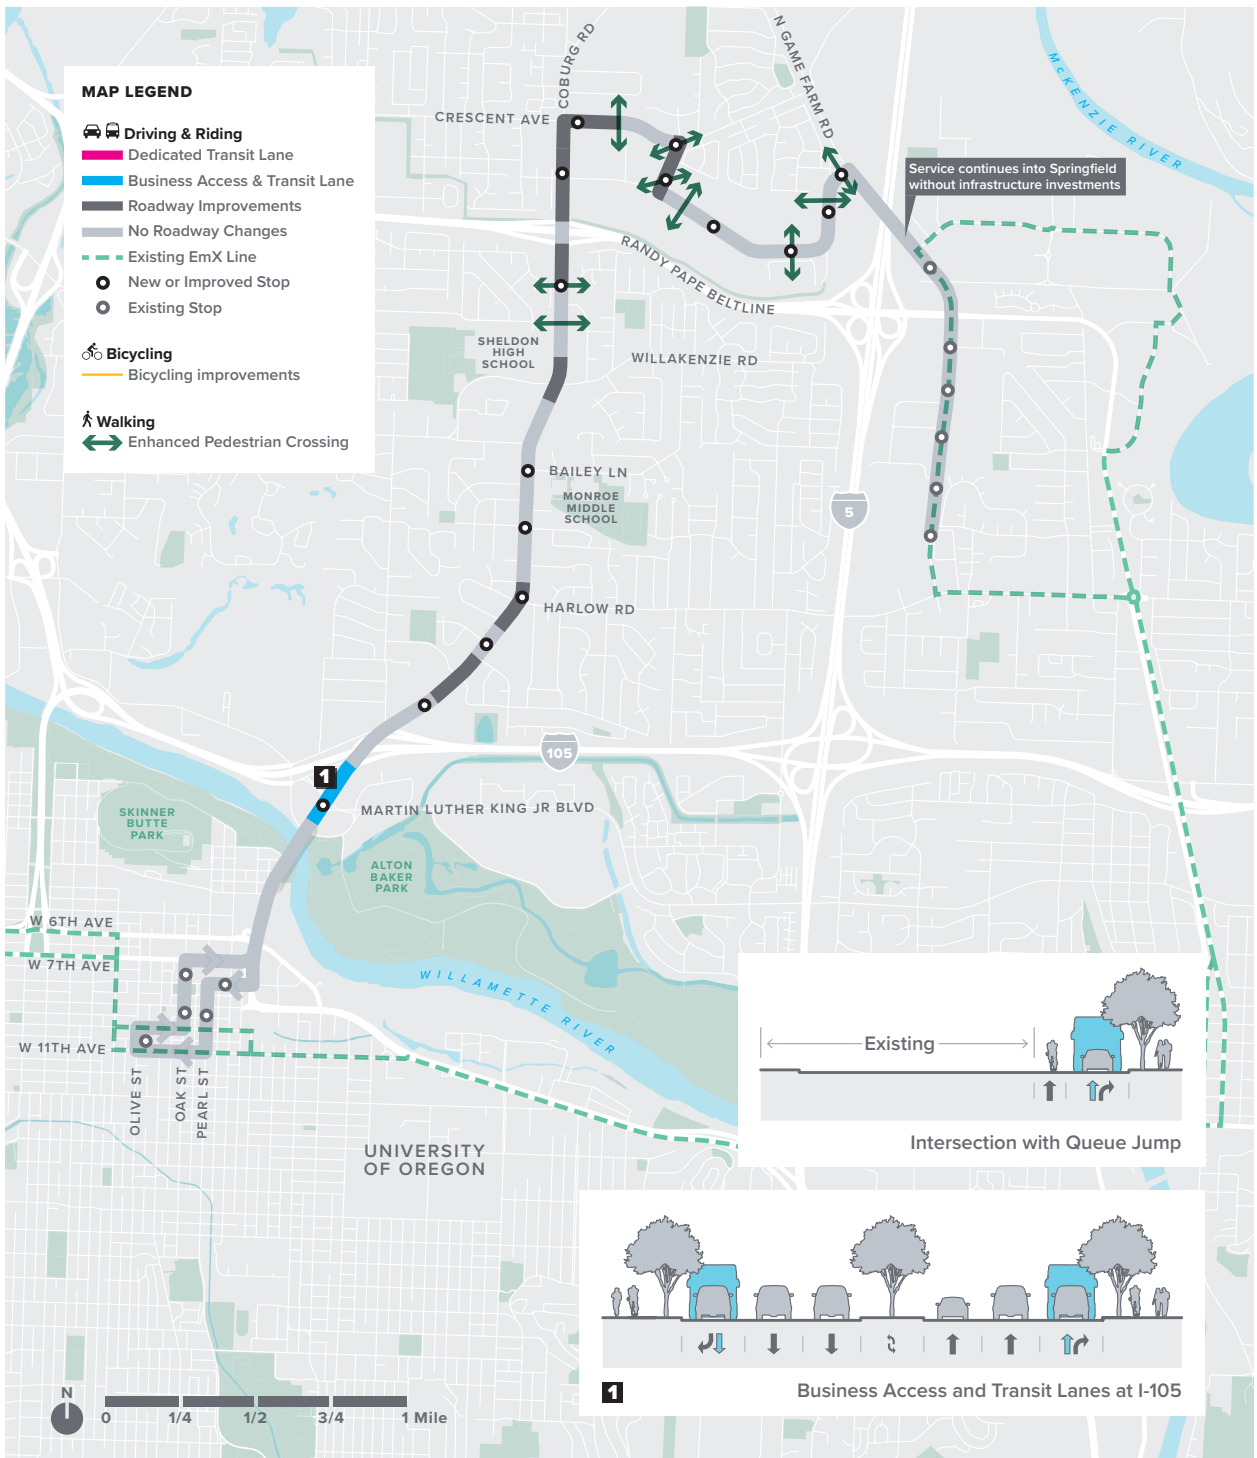 MAP LEGEND
Driving & Riding
Dedicated Transit Lane
Business Access & Transit Lane
Roadway Improvements
No Roadway Changes
Existing EmX Line
New or Improved Stop
Existing Stop
Bicycling
Bicycling improvements
Walking
Enhanced Pedestrian Crossing
COBURG RD
N GAME FARM RD
McKENZIE RIVER
CRESCENT AVE
Service continues into Springfield
without infrastructure investments
RANDY PAPE BELTLINE
SHELDON
HIGH
SCHOOL
WILLAKENZIE RD
BAILEY LN
MONROE
MIDDLE
SCHOOL
5
HARLOW RD
105
1
MARTIN LUTHER KING JR BLVD
SKINNER
BUTTE
PARK
ALTON
BAKER
PARK
W 6TH AVE
W 7TH AVE
WILLAMETTE RIVER
W 11TH AVE
OLIVE ST
OAK ST
PEARL ST
UNIVERSITY
OF OREGON
Existing
Intersection with Queue Jump
1
Business Access and Transit Lanes at I-105
N
0 1/4 1/2 3/4 1 Mile